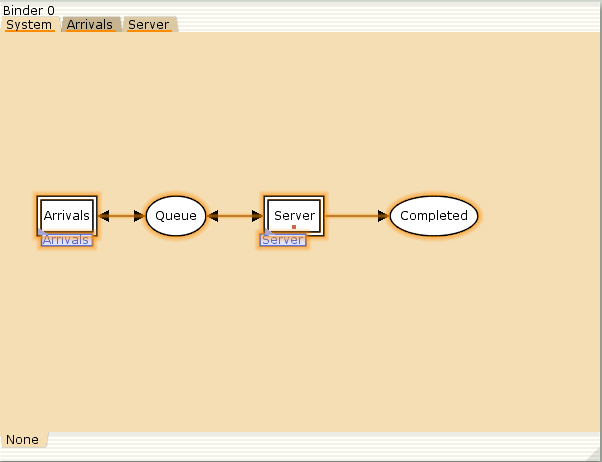 Binder 0
System Arrivals Server
Arrivals Queue Server Completed
Arrivals Server
None